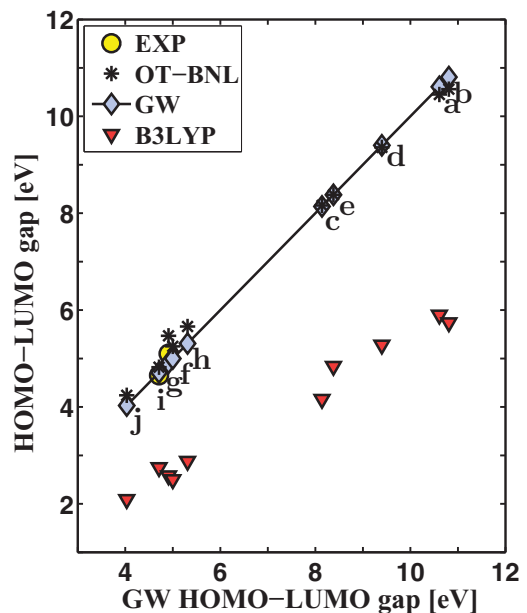 12
10
8
6
4
2
HOMO−LUMO gap [eV]
EXP
OT−BNL
GW
B3LYP
b
a
d
e
c
h
f
g
i
j
4 6 8 10 12
GW HOMO−LUMO gap [eV]